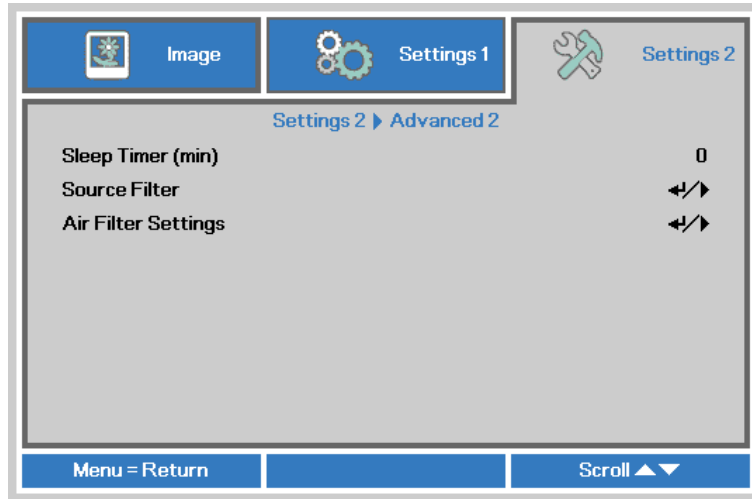 Image Settings 1 Settings 2
Settings 2 ▶ Advanced 2
Sleep Timer (min) 0
Source Filter ↵/▶
Air Filter Settings ↵/▶
Menu = Return Scroll ▲▼